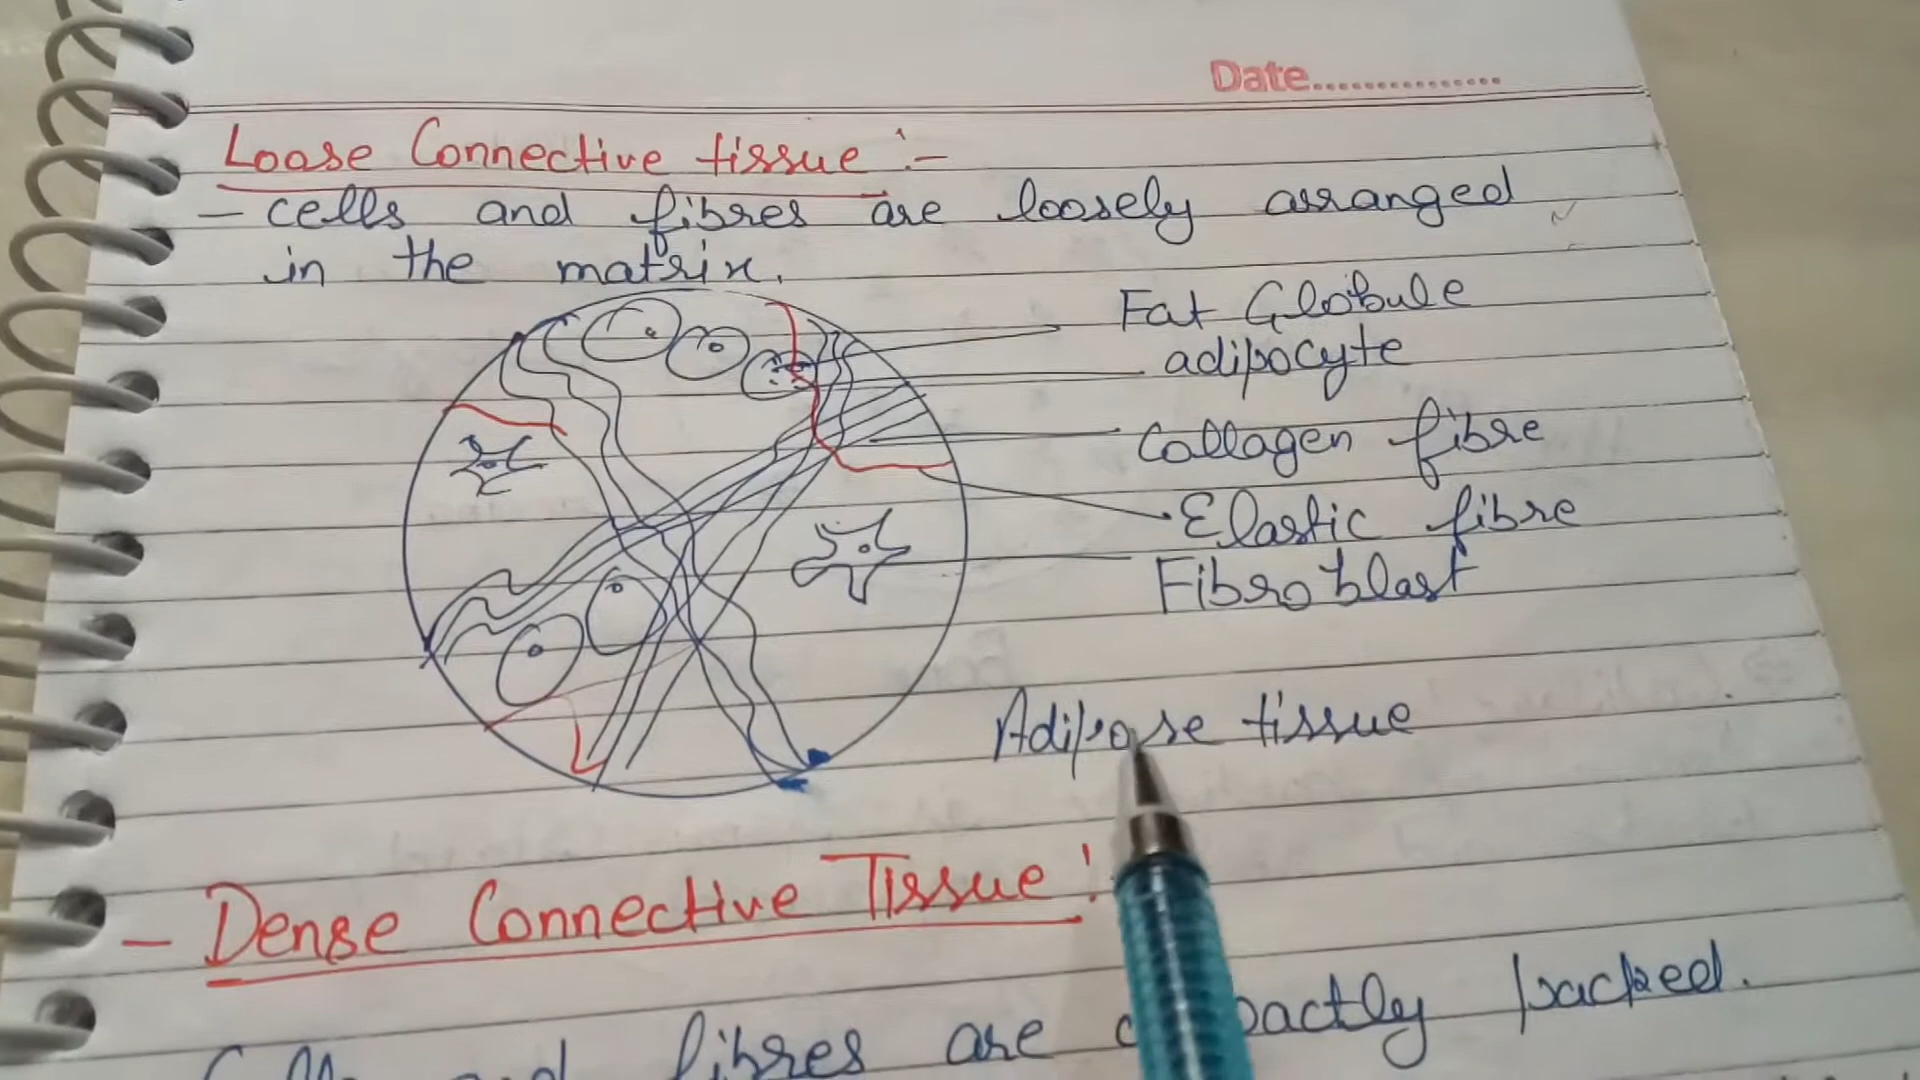 Date...............
Loose Connective tissue :-
- cells and fibres are loosely arranged
in the matrix.
Fat Globule
adipocyte
Collagen fibre
Elastic fibre
Fibroblast
Adipose tissue
- Dense Connective Tissue :
fibres are packed.